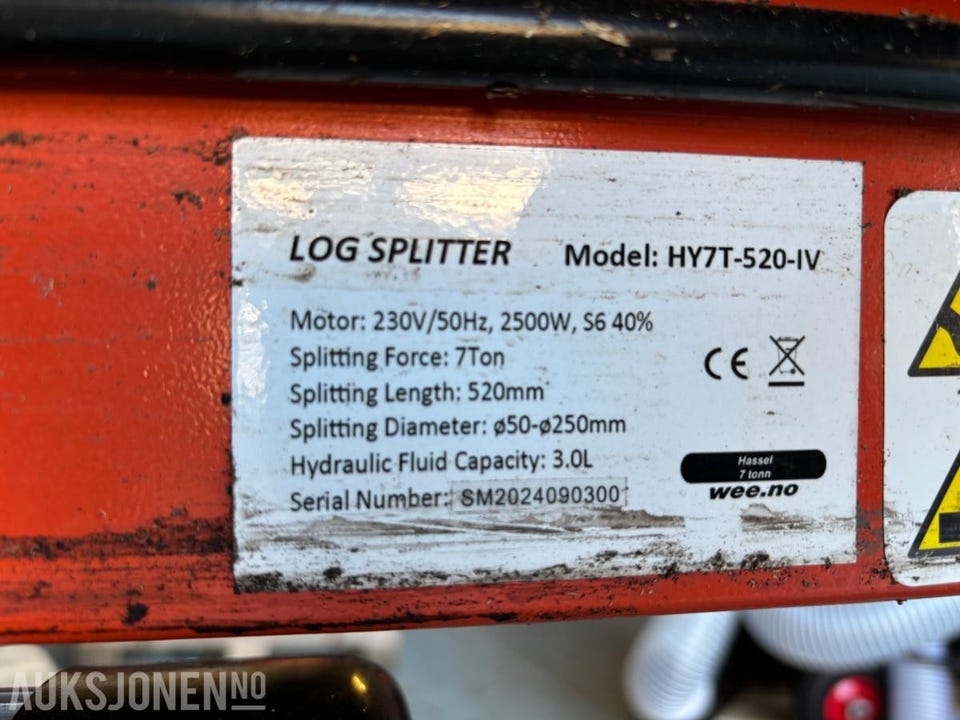 LOG SPLITTER Model: HY7T-520-IV
Motor: 230V/50Hz, 2500W, S6 40%
Splitting Force: 7Ton
Splitting Length: 520mm
Splitting Diameter: ø50-ø250mm
Hydraulic Fluid Capacity: 3.0L
Serial Number: SM2024090300
CE
Hassel
7 tonn
wee.no
AUKSJONEN.NO